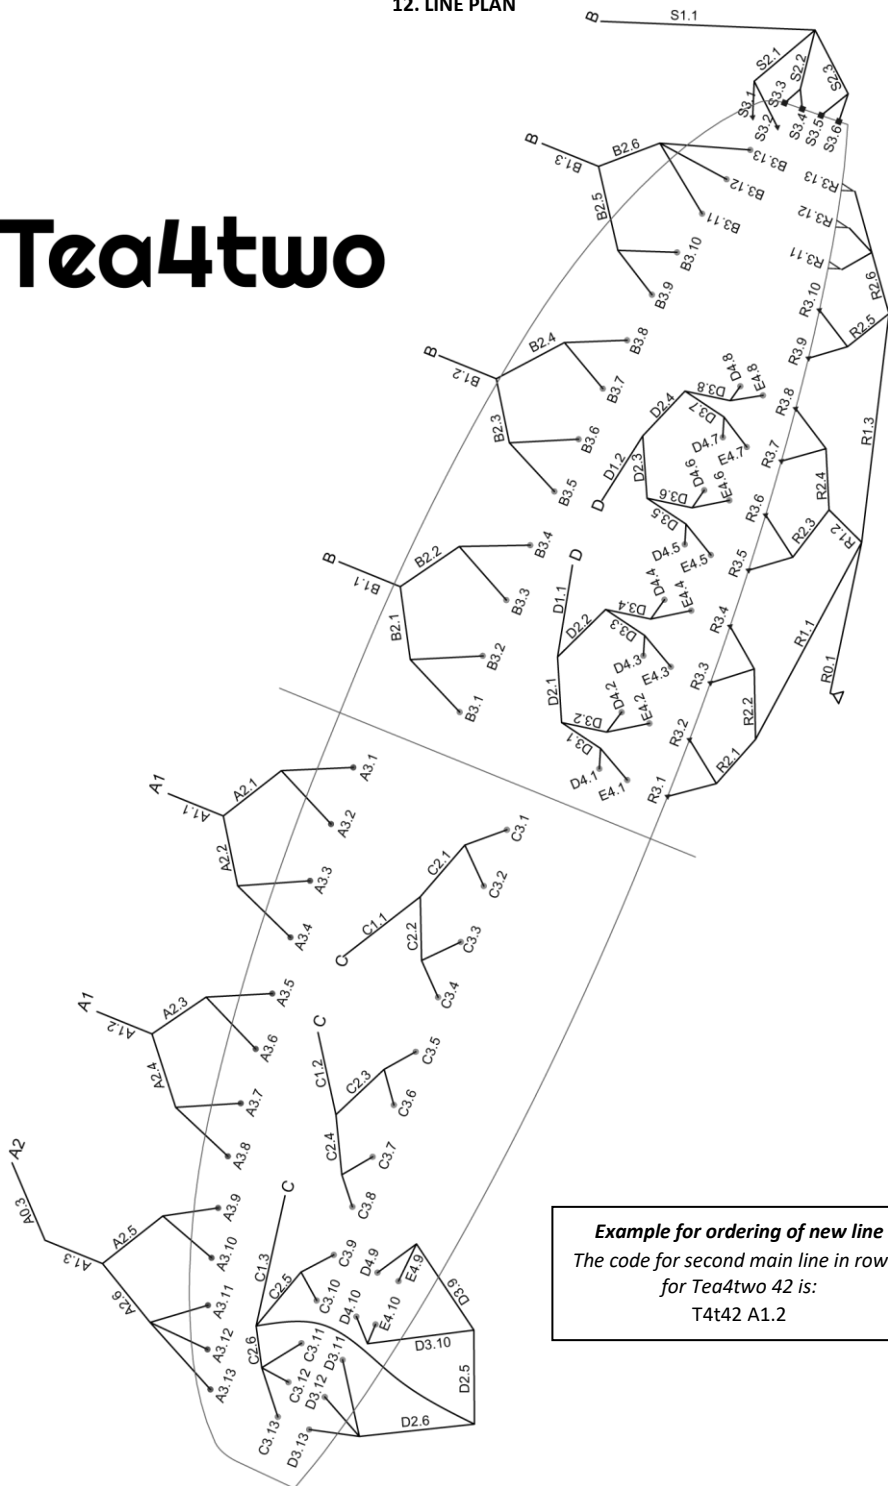 12. LINE PLAN
Tea4two
B
S1.1
S2.1
S2.2
S2.3
S3.1
S3.2
S3.3
S3.4
S3.5
S3.6
B
B1.3
B2.6
B2.5
B3.13
B3.12
B3.11
B3.10
B3.9
B
B1.2
B2.4
B2.3
B3.8
B3.7
B3.6
B3.5
B
B1.1
B2.2
B2.1
B3.4
B3.3
B3.2
B3.1
R3.13
R3.12
R3.11
R3.10
R3.9
R3.8
R3.7
R3.6
R3.5
R3.4
R3.3
R3.2
R3.1
R2.6
R2.5
R2.4
R2.3
R2.2
R2.1
R1.3
R1.2
R1.1
R0.1
D
D1.2
D2.4
D2.3
D3.8
D3.7
D3.6
D3.5
D4.8
E4.8
D4.7
E4.7
D4.6
E4.6
D4.5
E4.5
D
D1.1
D2.2
D2.1
D3.4
D3.3
D3.2
D3.1
D4.4
E4.4
D4.3
E4.3
D4.2
E4.2
D4.1
E4.1
A1
A1.1
A2.1
A2.2
A3.1
A3.2
A3.3
A3.4
A1
A1.2
A2.3
A2.4
A3.5
A3.6
A3.7
A3.8
A2
A0.3
A1.3
A2.5
A2.6
A3.9
A3.10
A3.11
A3.12
A3.13
C
C1.1
C2.1
C2.2
C3.1
C3.2
C3.3
C3.4
C
C1.2
C2.3
C2.4
C3.5
C3.6
C3.7
C3.8
C
C1.3
C2.5
C2.6
C3.9
C3.10
C3.11
C3.12
C3.13
D4.9
E4.9
D4.10
E4.10
D3.9
D3.10
D3.11
D3.12
D3.13
D2.5
D2.6
Example for ordering of new line
The code for second main line in row
for Tea4two 42 is:
T4t42 A1.2